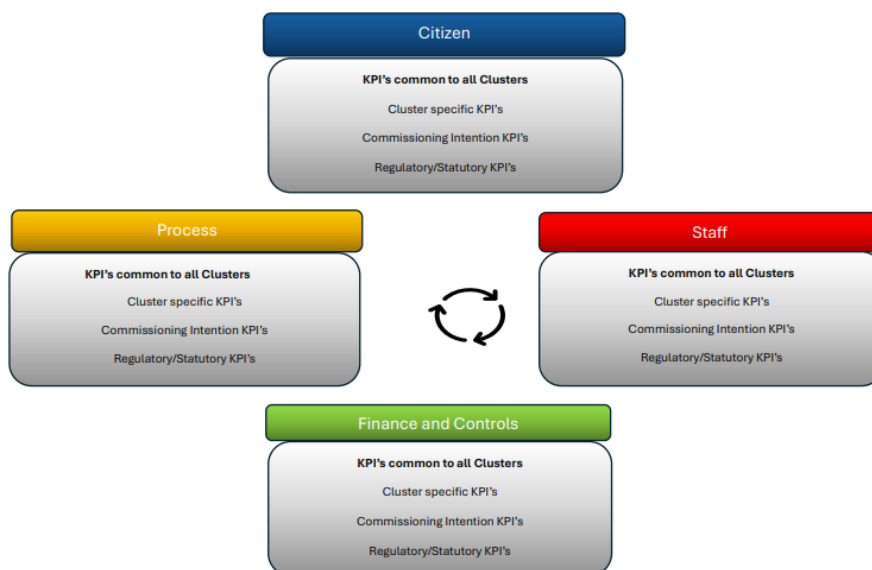 Citizen
KPI's common to all Clusters
Cluster specific KPI's
Commissioning Intention KPI's
Regulatory/Statutory KPI's
Process
KPI's common to all Clusters
Cluster specific KPI's
Commissioning Intention KPI's
Regulatory/Statutory KPI's
Staff
KPI's common to all Clusters
Cluster specific KPI's
Commissioning Intention KPI's
Regulatory/Statutory KPI's
Finance and Controls
KPI's common to all Clusters
Cluster specific KPI's
Commissioning Intention KPI's
Regulatory/Statutory KPI's